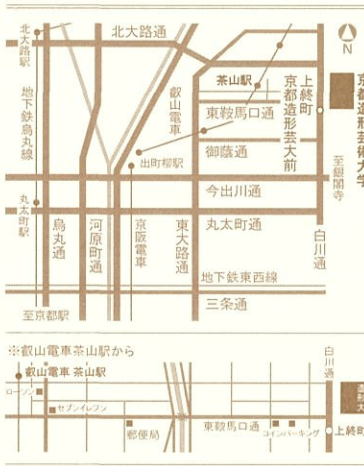 北大路通
N
北大路駅
叡山電車
茶山駅
上終町
京都造形芸大前
京都造形芸術大学
東鞍馬口通
地下鉄烏丸線
御蔭通
至銀閣寺
出町柳駅
今出川通
丸太町駅
烏丸通
河原町通
京阪電車
東大路通
丸太町通
白川通
地下鉄東西線
三条通
至京都駅
※叡山電車茶山駅から
白川通
叡山電車 茶山駅
ローソン
セブンイレブン
郵便局
東鞍馬口通
コインパーキング
上終町